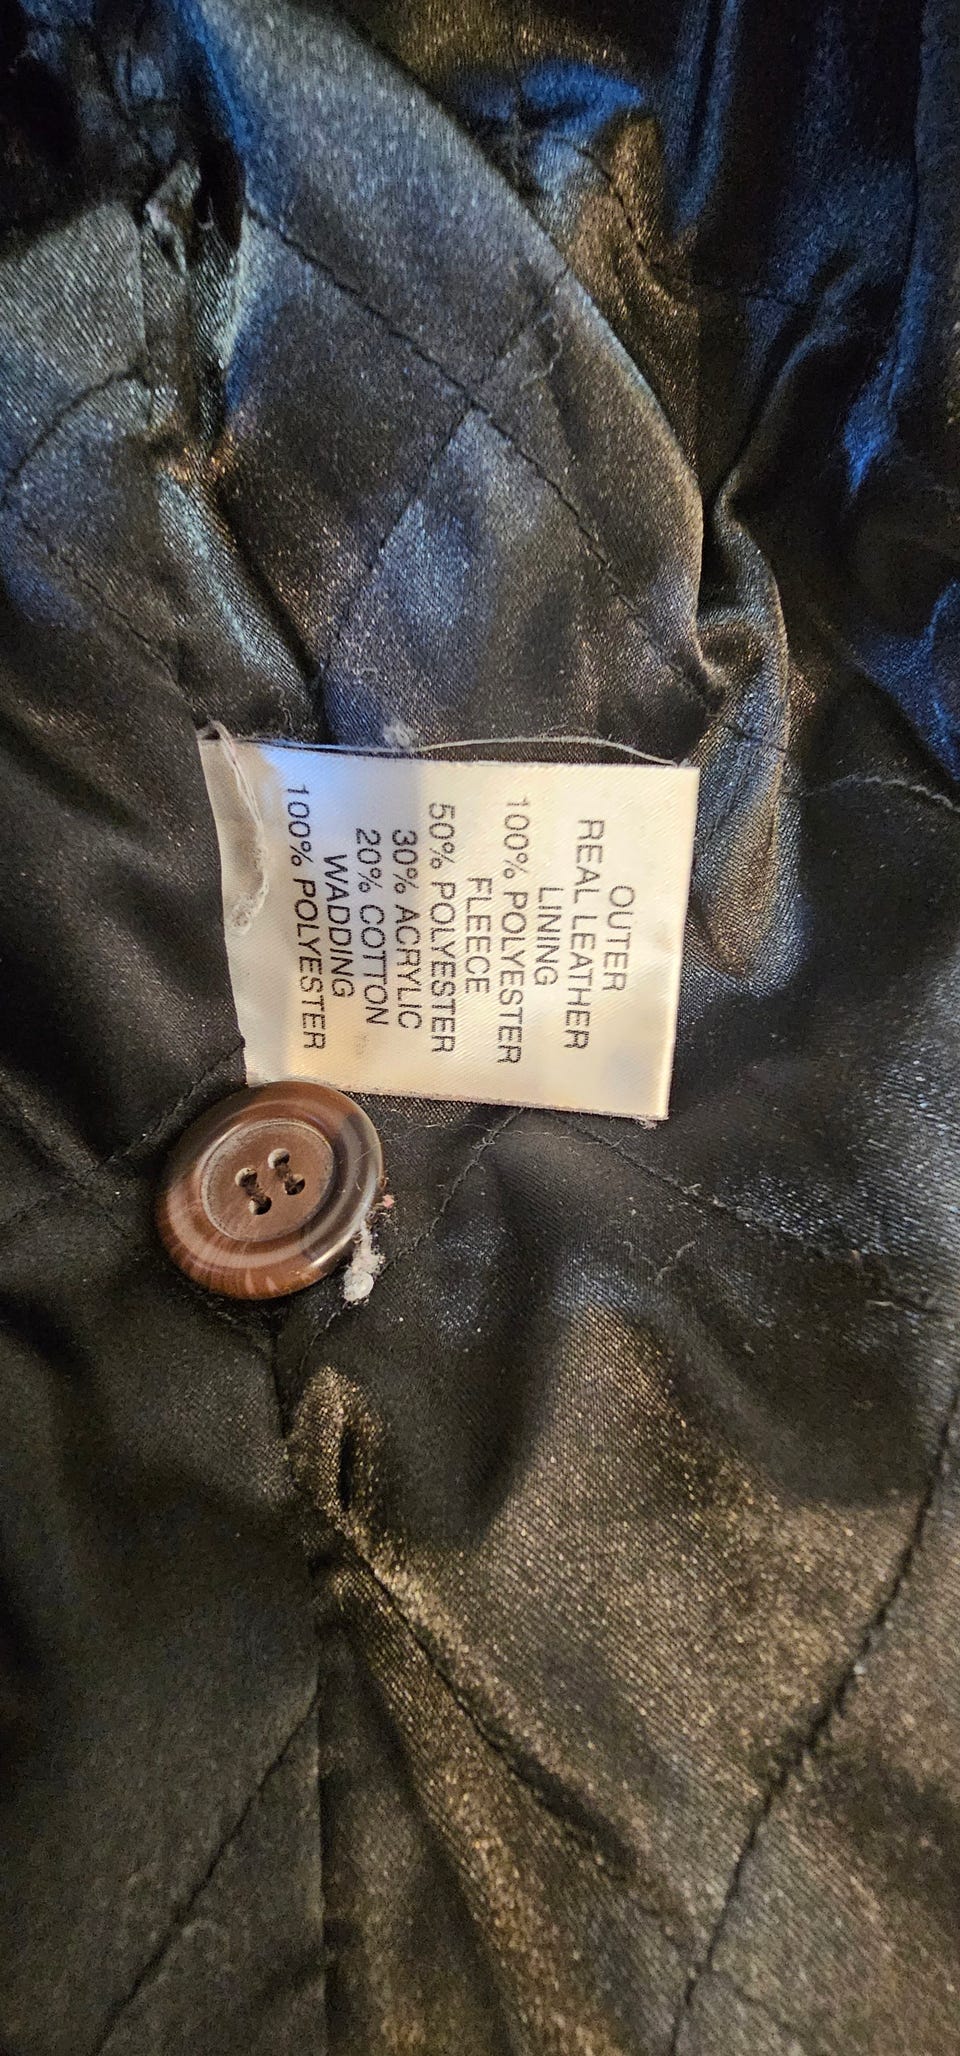 OUTER
REAL LEATHER
LINING
100% POLYESTER
FLEECE
50% POLYESTER
30% ACRYLIC
20% COTTON
WADDING
100% POLYESTER